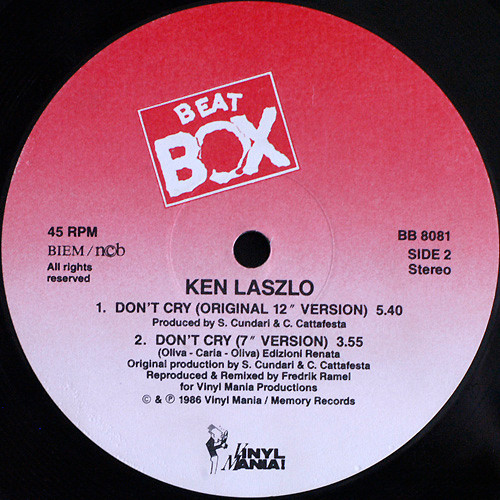 BEAT
BOX
45 RPM
BIEM/ncb
All rights
reserved
BB 8081
SIDE 2
Stereo
KEN LASZLO
1. DON'T CRY (ORIGINAL 12" VERSION) 5.40
Produced by S. Cundari & C. Cattafesta
2. DON'T CRY (7" VERSION) 3.55
(Oliva - Caria - Oliva) Edizioni Renata
Original production by S. Cundari & C. Cattafesta
Reproduced & Remixed by Fredrik Ramel
for Vinyl Mania Productions
© & ℗ 1986 Vinyl Mania / Memory Records
VINYL
MANIA!